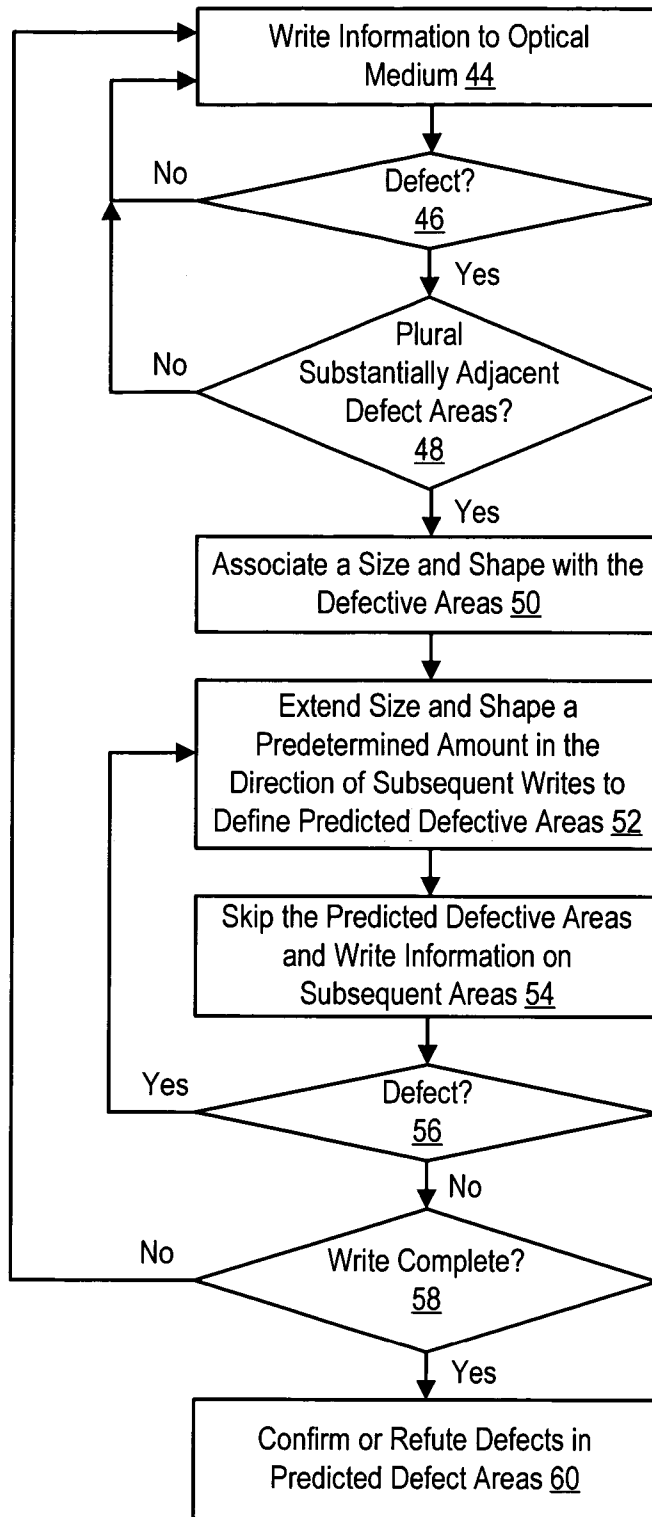 Write Information to Optical
Medium 44
No
Defect?
46
Yes
Plural
Substantially Adjacent
Defect Areas?
48
No
Yes
Associate a Size and Shape with the
Defective Areas 50
Extend Size and Shape a
Predetermined Amount in the
Direction of Subsequent Writes to
Define Predicted Defective Areas 52
Skip the Predicted Defective Areas
and Write Information on
Subsequent Areas 54
Yes
Defect?
56
No
No
Write Complete?
58
Yes
Confirm or Refute Defects in
Predicted Defect Areas 60